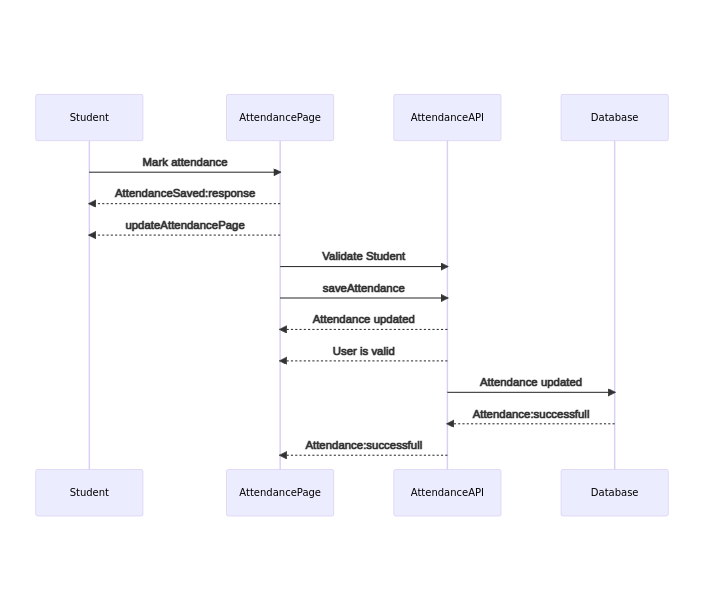 Student
AttendancePage
AttendanceAPI
Database
Mark attendance
AttendanceSaved:response
updateAttendancePage
Validate Student
saveAttendance
Attendance updated
User is valid
Attendance updated
Attendance:successfull
Attendance:successfull
Student
AttendancePage
AttendanceAPI
Database